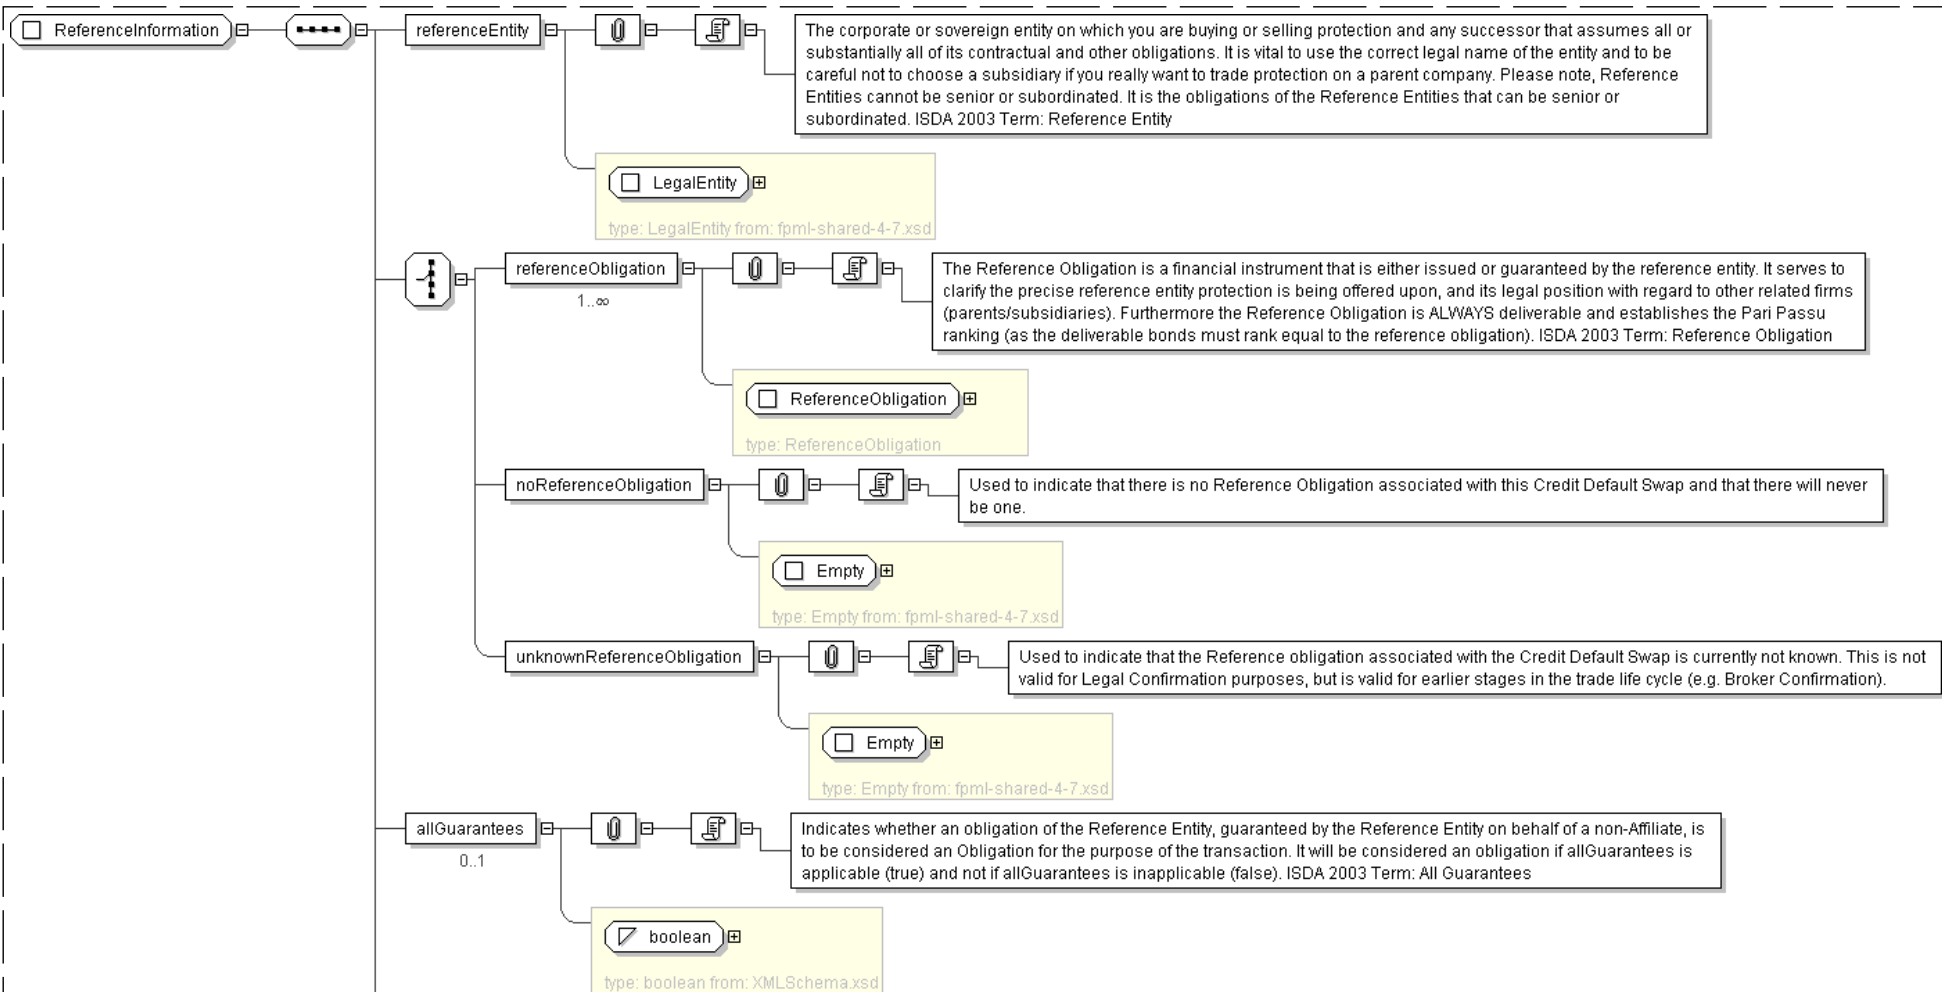 ReferenceInformation
referenceEntity
The corporate or sovereign entity on which you are buying or selling protection and any successor that assumes all or
substantially all of its contractual and other obligations. It is vital to use the correct legal name of the entity and to be
careful not to choose a subsidiary if you really want to trade protection on a parent company. Please note, Reference
Entities cannot be senior or subordinated. It is the obligations of the Reference Entities that can be senior or
subordinated. ISDA 2003 Term: Reference Entity
LegalEntity
type: LegalEntity from: fpml-shared-4-7.xsd
referenceObligation
1..∞
The Reference Obligation is a financial instrument that is either issued or guaranteed by the reference entity. It serves to
clarify the precise reference entity protection is being offered upon, and its legal position with regard to other related firms
(parents/subsidiaries). Furthermore the Reference Obligation is ALWAYS deliverable and establishes the Pari Passu
ranking (as the deliverable bonds must rank equal to the reference obligation). ISDA 2003 Term: Reference Obligation
ReferenceObligation
type: ReferenceObligation
noReferenceObligation
Used to indicate that there is no Reference Obligation associated with this Credit Default Swap and that there will never
be one.
Empty
type: Empty from: fpml-shared-4-7.xsd
unknownReferenceObligation
Used to indicate that the Reference obligation associated with the Credit Default Swap is currently not known. This is not
valid for Legal Confirmation purposes, but is valid for earlier stages in the trade life cycle (e.g. Broker Confirmation).
Empty
type: Empty from: fpml-shared-4-7.xsd
allGuarantees
0..1
Indicates whether an obligation of the Reference Entity, guaranteed by the Reference Entity on behalf of a non-Affiliate, is
to be considered an Obligation for the purpose of the transaction. It will be considered an obligation if allGuarantees is
applicable (true) and not if allGuarantees is inapplicable (false). ISDA 2003 Term: All Guarantees
boolean
type: boolean from: XMLSchema.xsd